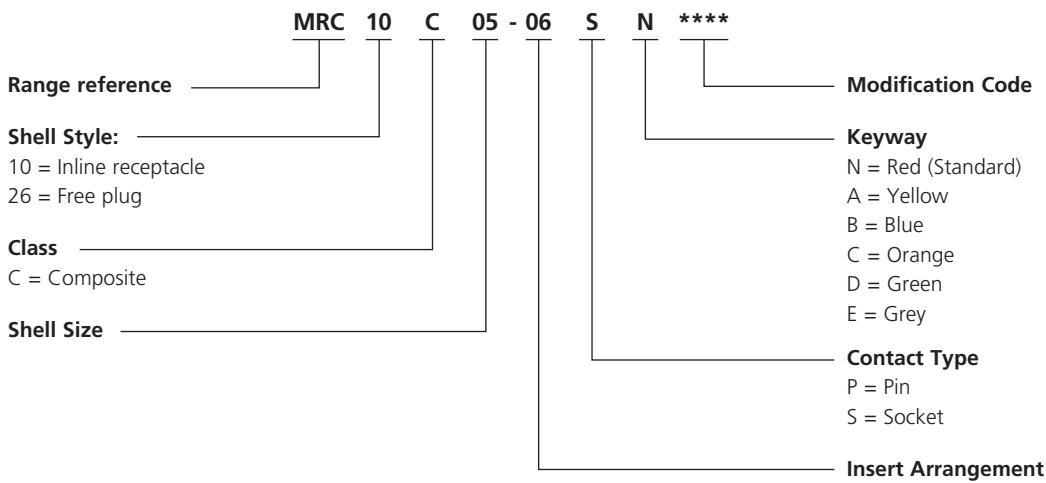 MRC 10 C 05 - 06 S N ****
Range reference
Shell Style:
10 = Inline receptacle
26 = Free plug
Class
C = Composite
Shell Size
Modification Code
Keyway
N = Red (Standard)
A = Yellow
B = Blue
C = Orange
D = Green
E = Grey
Contact Type
P = Pin
S = Socket
Insert Arrangement